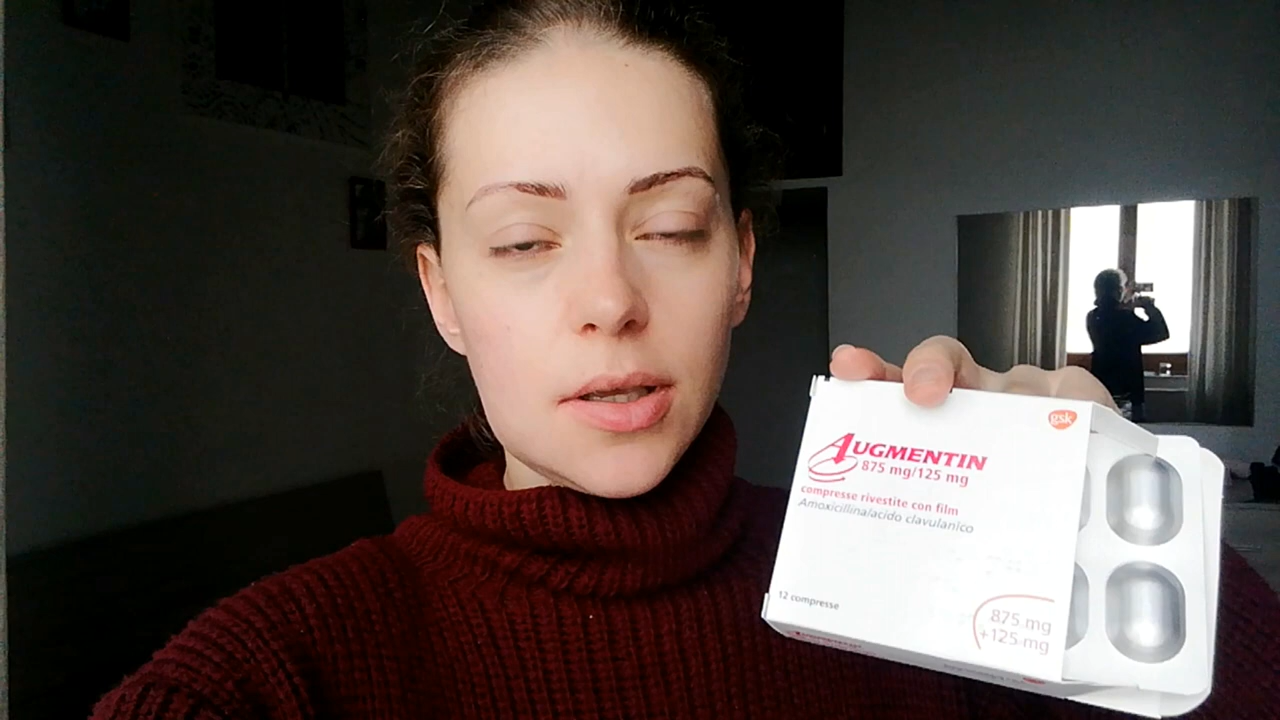 gsk
AUGMENTIN
875 mg/125 mg
compresse rivestite con film
Amoxicillina/acido clavulanico
12 compresse
875 mg
+125 mg
AUGMENTIN